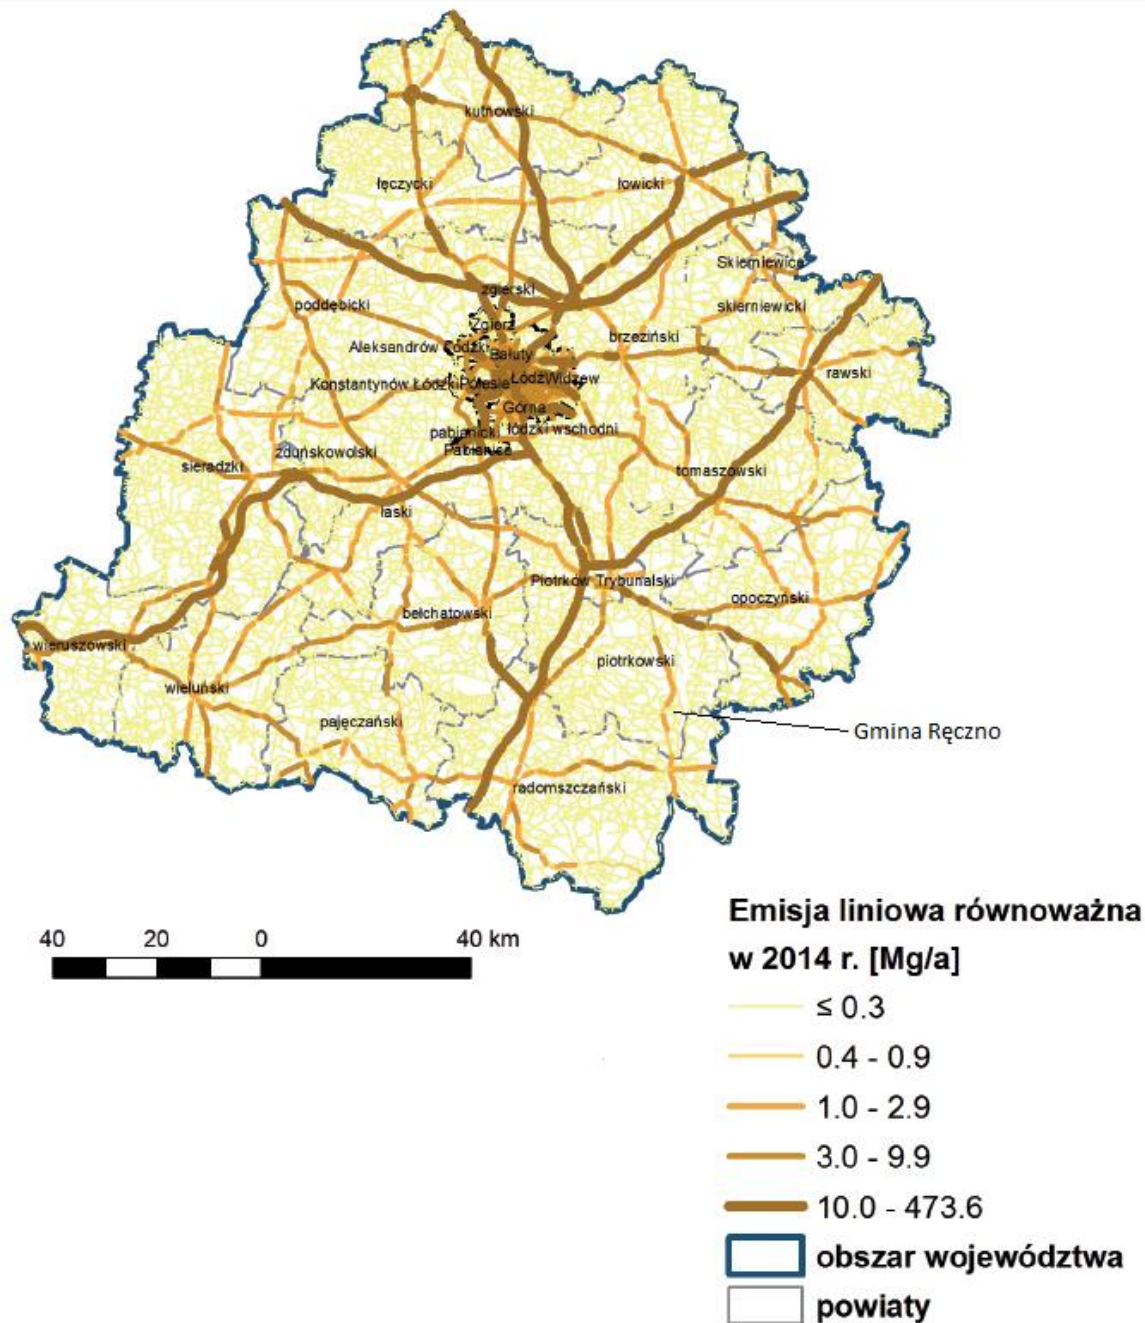 kutnowski
łęczycki
łowicki
Skierniewice
zgierski
poddębicki
skierniewicki
Zgierz
brzeziński
Aleksandrów Łódzki
Bałuty
rawski
Konstantynów Łódzki
Polesie
Łódź
Widzew
Górna
pabianicki
łódzki wschodni
Pabianice
zduńskowolski
sieradzki
tomaszowski
łaski
Piotrków Trybunalski
opoczyński
bełchatowski
wieruszowski
piotrkowski
wieluński
pajęczański
Gmina Ręczno
radomszczański
Emisja liniowa równoważna
w 2014 r. [Mg/a]
40 20 0 40 km
≤ 0.3
0.4 - 0.9
1.0 - 2.9
3.0 - 9.9
10.0 - 473.6
obszar województwa
powiaty